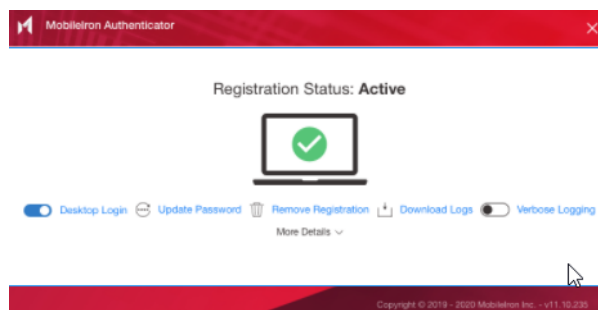 MobileIron Authenticator
Registration Status: Active
Desktop Login Update Password Remove Registration Download Logs Verbose Logging
More Details
Copyright © 2019 - 2020 MobileIron Inc. - v11.10.235